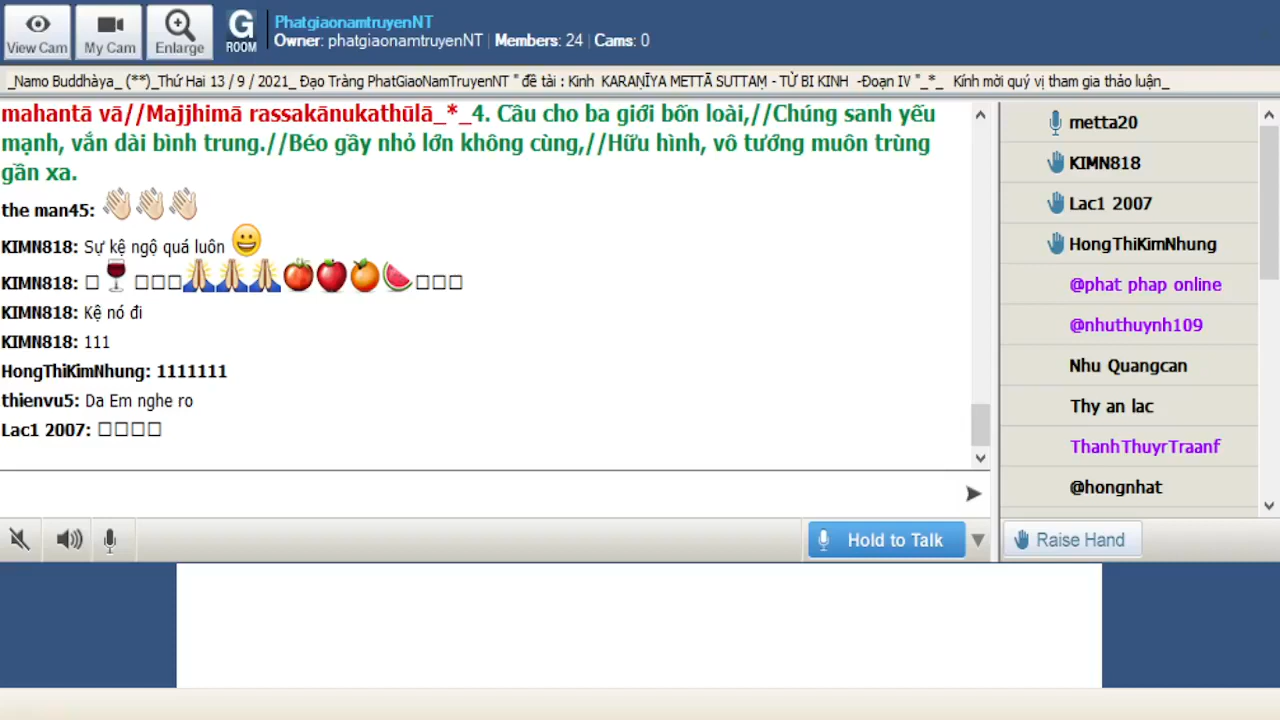 PhatgiaonamtruyenNT
Owner: phatgiaonamtruyenNT | Members: 24 | Cams: 0
View Cam
My Cam
Enlarge
G
ROOM
_Namo Buddhàya_ (**)_Thứ Hai 13 / 9 / 2021_ Đạo Tràng PhatGiaoNamTruyenNT " đề tài : Kinh KARAṆĪYA METTĀ SUTTAṂ - TỪ BI KINH -Đoạn IV "_*_ Kính mời quý vị tham gia thảo luận_
mahantā vā//Majjhimā rassakāṇukathūlā_*_4. Cầu cho ba giới bốn loài,//Chúng sanh yếu
mạnh, vắn dài bình trung.//Béo gầy nhỏ lớn không cùng,//Hữu hình, vô tướng muôn trùng
gần xa.
the man45:
KIMN818: Sự kệ ngộ quá luôn
KIMN818:
KIMN818: Kệ nó đi
KIMN818: 111
HongThiKimNhung: 1111111
thienvu5: Da Em nghe ro
Lac1 2007:
metta20
KIMN818
Lac1 2007
HongThiKimNhung
@phat phap online
@nhuthuynh109
Nhu Quangcan
Thy an lac
ThanhThuyrTraanf
@hongnhat
Hold to Talk
Raise Hand